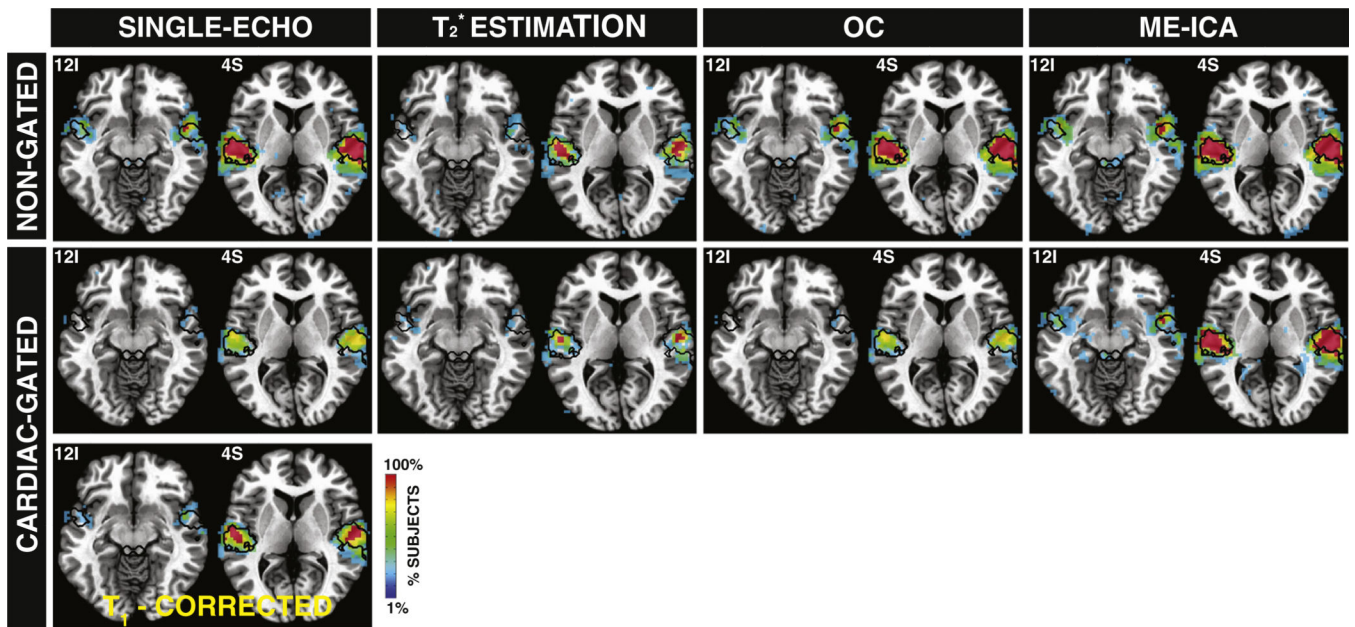 SINGLE-ECHO
T₂* ESTIMATION
OC
ME-ICA
NON-GATED
12I
4S
12I
4S
12I
4S
CARDIAC-GATED
12I
4S
4S
12I
4S
12I
4S
T₁ - CORRECTED
100%
% SUBJECTS
1%